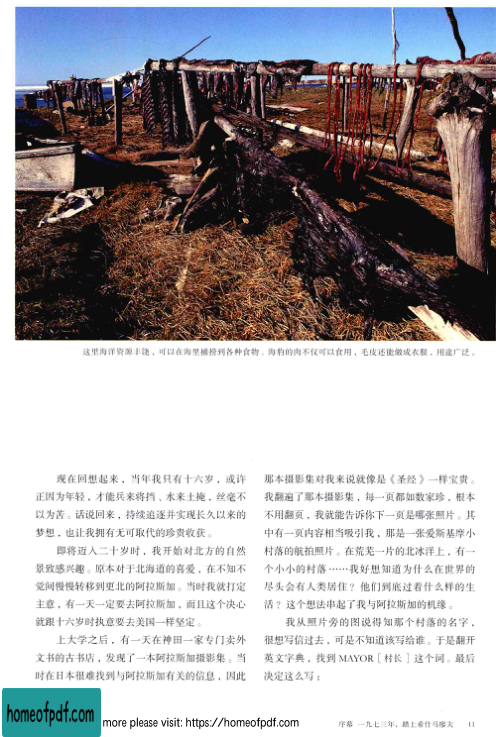 这里海洋资源丰饶，可以在海里捕捞到各种食物。海豹的肉不仅可以食用，毛皮还能做成衣服，用途广泛。
现在回想起来，当年我只有十六岁，或许
正因为年轻，才能兵来将挡、水来土掩，丝毫不
以为苦。话说回来，持续追逐并实现长久以来的
梦想，也让我拥有无可取代的珍贵收获。
即将迈入二十岁时，我开始对北方的自然
景致感兴趣。原本对于北海道的喜爱，在不知不
觉间慢慢转移到更北的阿拉斯加。当时我就打定
主意，有一天一定要去阿拉斯加，而且这个决心
就跟十六岁时执意要去美国一样坚定。
上大学之后，有一天在神田一家专门卖外
文书的古书店，发现了一本阿拉斯加摄影集。当
时在日本很难找到与阿拉斯加有关的信息，因此
那本摄影集对我来说就像是《圣经》一样宝贵。
我翻遍了那本摄影集，每一页都如数家珍，根本
不用翻页，我就能告诉你下一页是哪张照片。其
中有一页内容相当吸引我，那是一张爱斯基摩小
村落的航拍照片。在荒芜一片的北冰洋上，有一
个小小的村落……我好想知道为什么在世界的
尽头会有人类居住？他们到底过着什么样的生
活？这个想法串起了我与阿拉斯加的机缘。
我从照片旁的图说得知那个村落的名字，
很想写信过去，可是不知道该写给谁。于是翻开
英文字典，找到 MAYOR［村长］这个词。最后
决定这么写：
homeofpdf.com
more please visit: https://homeofpdf.com
序幕 一九七三年，踏上希什马廖夫 11